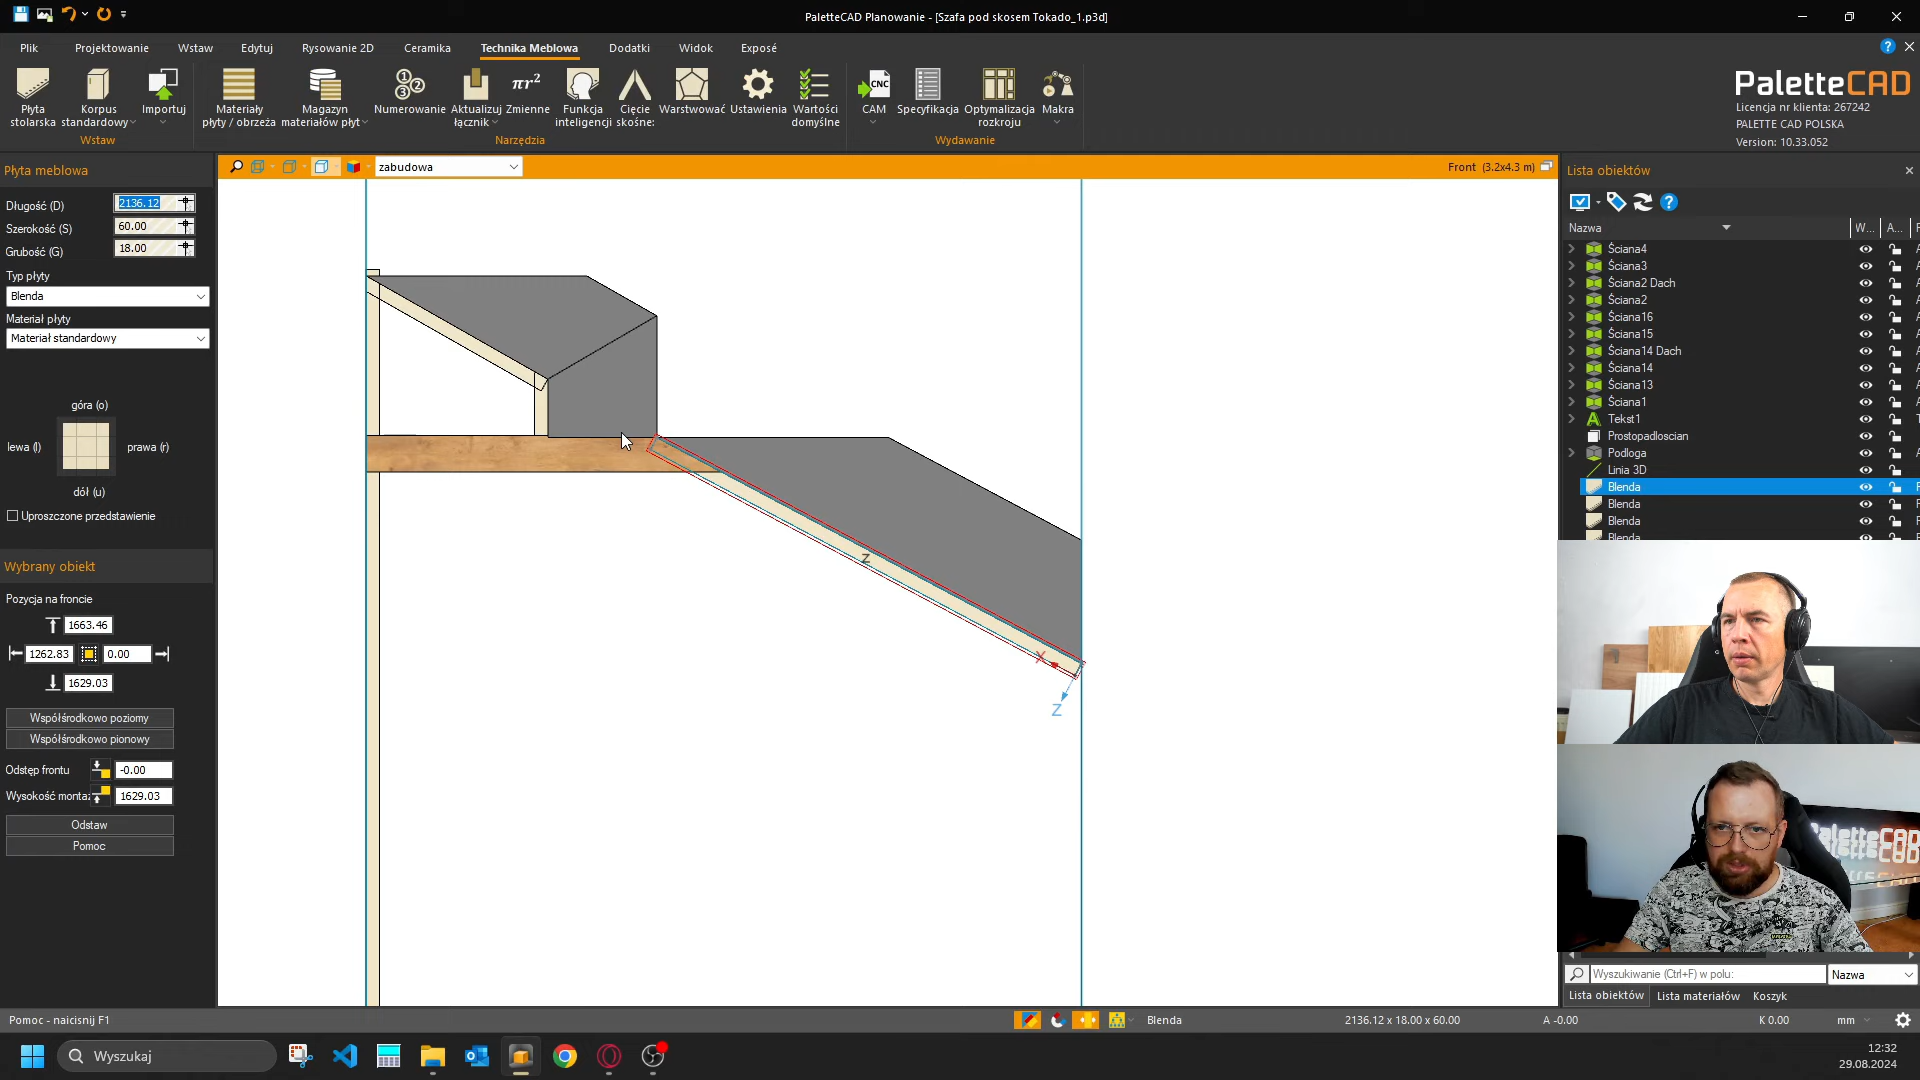 PaletteCAD Planowanie - [Szafa pod skosem Tokado_1.p3d]
Plik
Projektowanie
Wstaw
Edytuj
Rysowanie 2D
Ceramika
Technika Meblowa
Dodatki
Widok
Exposé
Płyta stolarska
Korpus standardowy
Importuj
Materiały płyty / obrzeża
Magazyn materiałów płyt
Numerowanie
Aktualizuj łącznik
πr²
Zmienne
Funkcja inteligencji
Cięcie skośne:
Warstwować
Ustawienia
Wartości domyślne
CNC
CAM
Specyfikacja
Optymalizacja rozkroju
Makra
Wstaw
Narzędzia
Wydawanie
PaletteCAD
Licencja nr klienta: 267242
PALETTE CAD POLSKA
Version: 10.33.052
Płyta meblowa
Długość (D)
2136.12
Szerokość (S)
60.00
Grubość (G)
18.00
Typ płyty
Blenda
Materiał płyty
Materiał standardowy
góra (o)
lewa (l)
prawa (r)
dół (u)
Uproszczone przedstawienie
Wybrany obiekt
Pozycja na froncie
1663.46
1262.83
0.00
1629.03
Współśrodkowo poziomy
Współśrodkowo pionowy
Odstęp frontu
-0.00
Wysokość monta:
1629.03
Odstaw
Pomoc
zabudowa
Front (3.2x4.3 m)
Z
X
Z
Lista obiektów
Nazwa
W...
A...
Ściana4
Ściana3
Ściana2 Dach
Ściana2
Ściana16
Ściana15
Ściana14 Dach
Ściana14
Ściana13
Ściana1
Tekst1
Prostopadloscian
Podloga
Linia 3D
Blenda
Blenda
Blenda
Blenda
PaletteCAD
Wyszukiwanie (Ctrl+F) w polu:
Nazwa
Lista obiektów
Lista materiałów
Koszyk
Pomoc - naicisnij F1
Blenda
2136.12 x 18.00 x 60.00
A -0.00
K 0.00
mm
Wyszukaj
12:32
29.08.2024